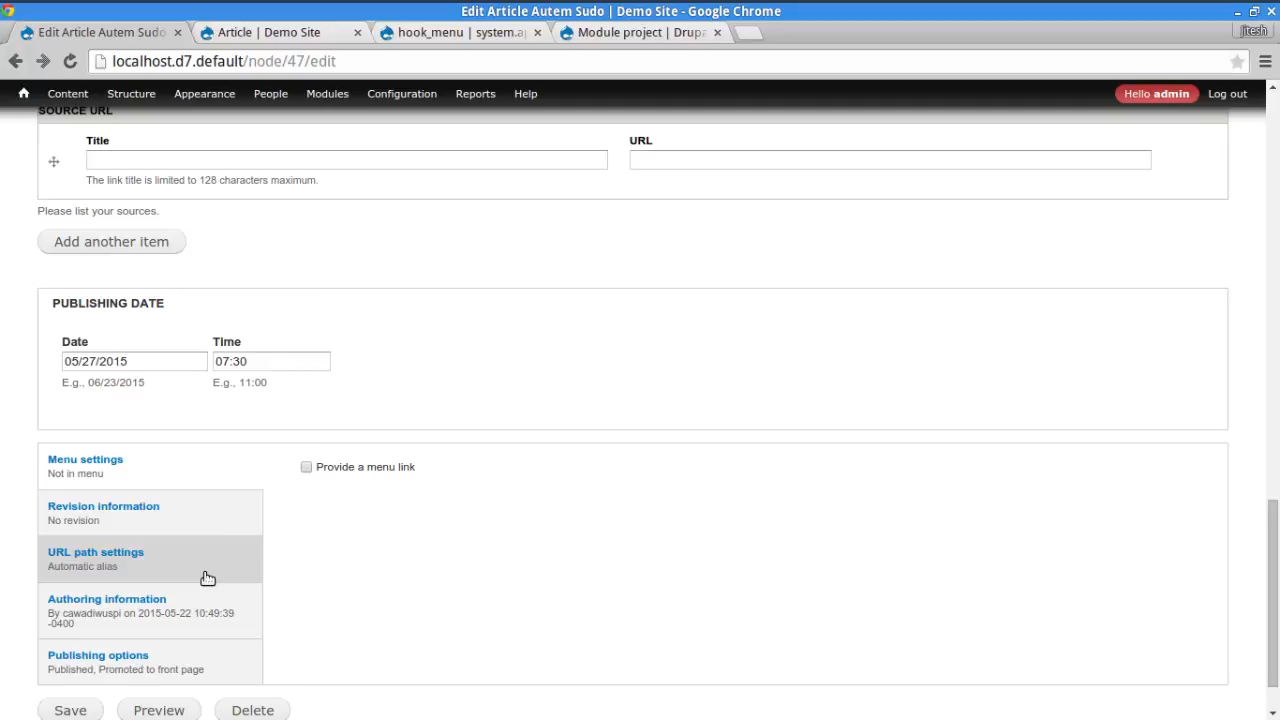 Edit Article Autem Sudo | Demo Site - Google Chrome
Edit Article Autem Sudo
Article | Demo Site
hook_menu | system.a
Module project | Drup
jitesh
localhost.d7.default/node/47/edit
Content Structure Appearance People Modules Configuration Reports Help
Hello admin Log out
SOURCE URL
Title URL
The link title is limited to 128 characters maximum.
Please list your sources.
Add another item
PUBLISHING DATE
Date Time
05/27/2015 07:30
E.g., 06/23/2015 E.g., 11:00
Menu settings
Not in menu
Provide a menu link
Revision information
No revision
URL path settings
Automatic alias
Authoring information
By cawadiwuspi on 2015-05-22 10:49:39
-0400
Publishing options
Published, Promoted to front page
Save Preview Delete